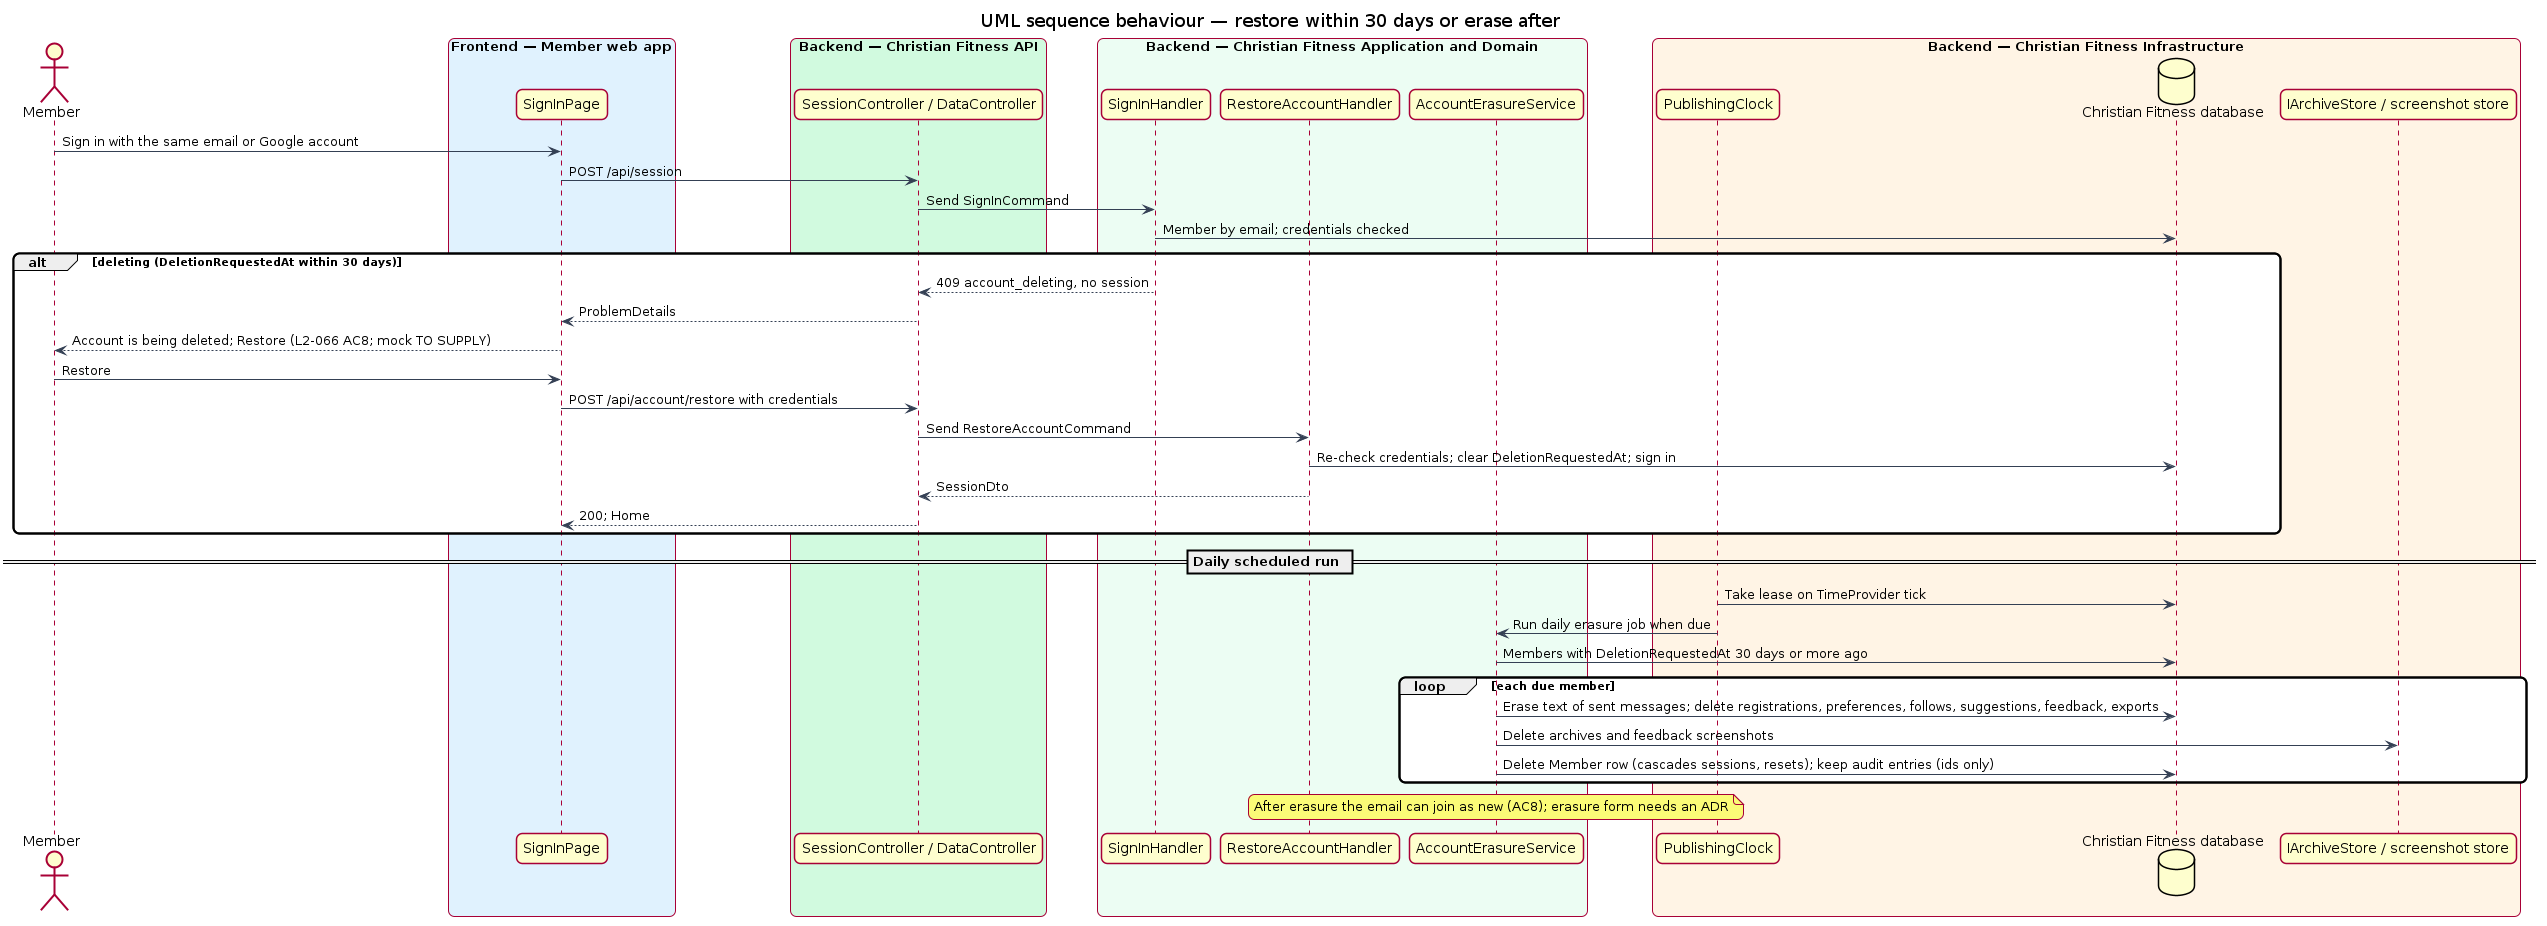 UML sequence behaviour — restore within 30 days or erase after
Frontend — Member web app
Backend — Christian Fitness API
Backend — Christian Fitness Application and Domain
Backend — Christian Fitness Infrastructure
Member
SignInPage
SessionController / DataController
SignInHandler
RestoreAccountHandler
AccountErasureService
PublishingClock
Christian Fitness database
IArchiveStore / screenshot store
Sign in with the same email or Google account
POST /api/session
Send SignInCommand
Member by email; credentials checked
alt [deleting (DeletionRequestedAt within 30 days)]
409 account_deleting, no session
ProblemDetails
Account is being deleted; Restore (L2-066 AC8; mock TO SUPPLY)
Restore
POST /api/account/restore with credentials
Send RestoreAccountCommand
Re-check credentials; clear DeletionRequestedAt; sign in
SessionDto
200; Home
Daily scheduled run
Take lease on TimeProvider tick
Run daily erasure job when due
Members with DeletionRequestedAt 30 days or more ago
loop [each due member]
Erase text of sent messages; delete registrations, preferences, follows, suggestions, feedback, exports
Delete archives and feedback screenshots
Delete Member row (cascades sessions, resets); keep audit entries (ids only)
After erasure the email can join as new (AC8); erasure form needs an ADR
Member
SignInPage
SessionController / DataController
SignInHandler
RestoreAccountHandler
AccountErasureService
PublishingClock
Christian Fitness database
IArchiveStore / screenshot store